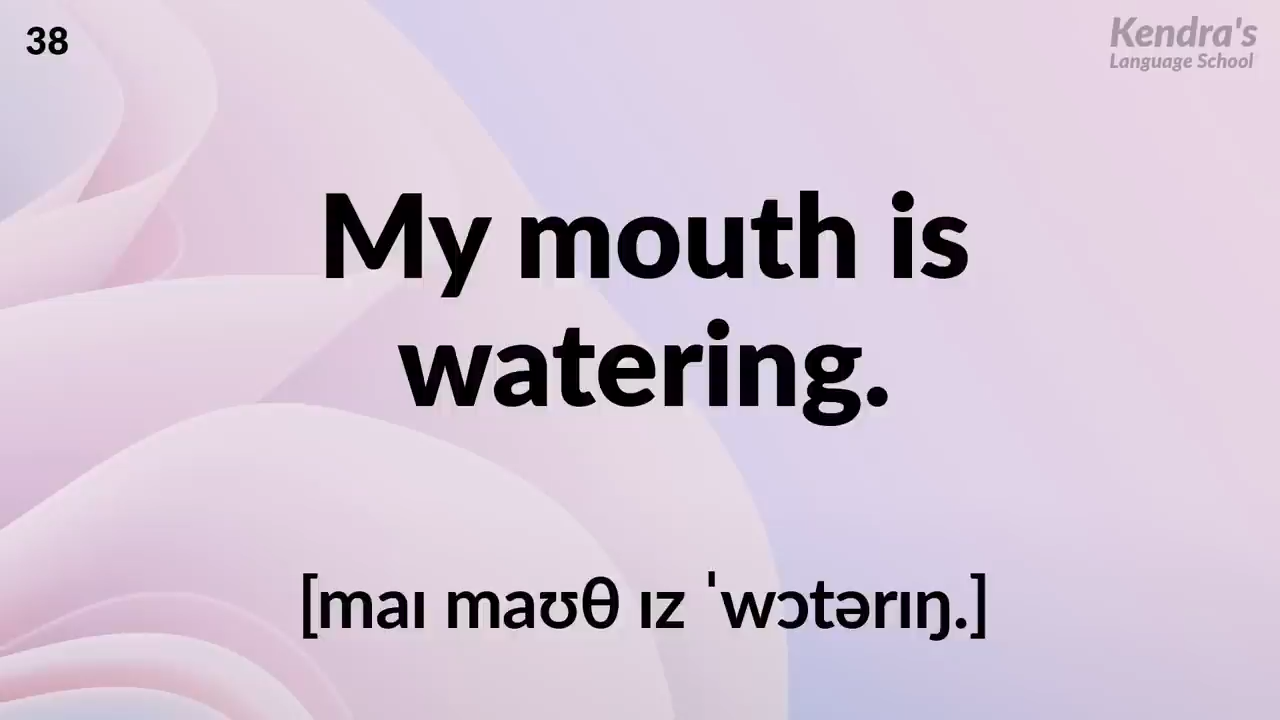 38
Kendra's
Language School
My mouth is
watering.
[maɪ maʊθ ɪz ˈwɔtərɪŋ.]